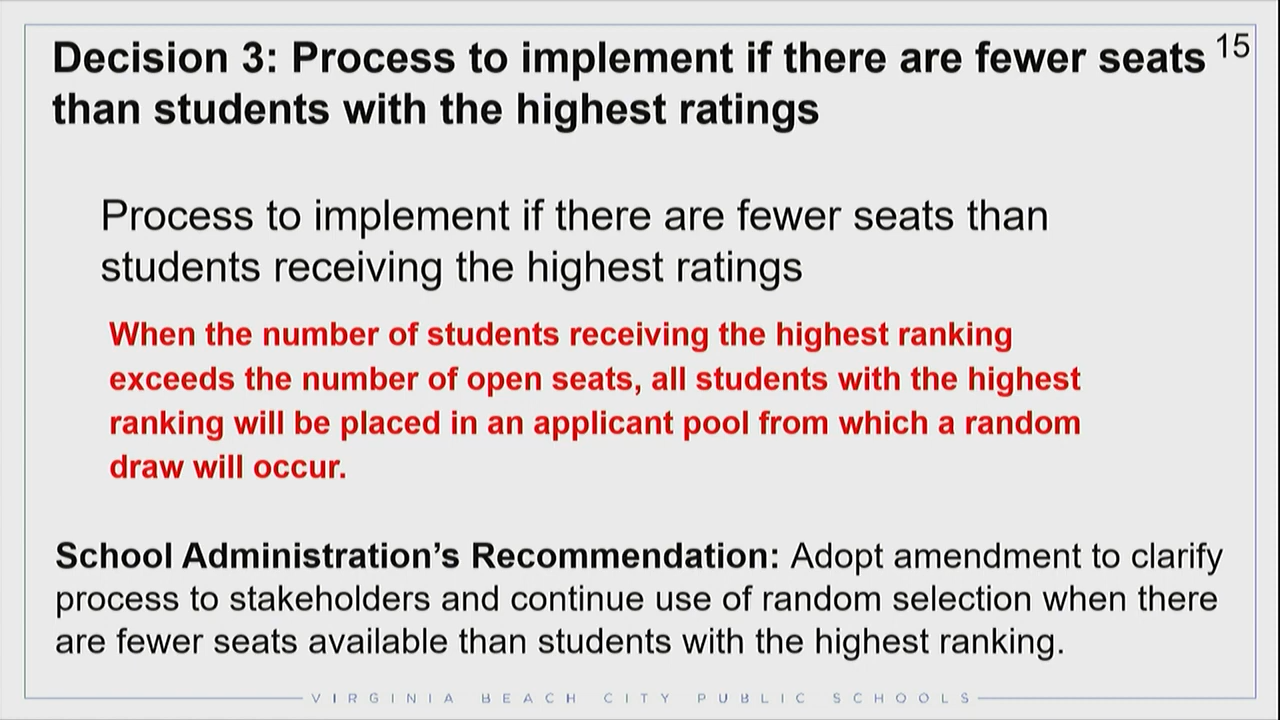 Decision 3: Process to implement if there are fewer seats 15
than students with the highest ratings
Process to implement if there are fewer seats than
students receiving the highest ratings
When the number of students receiving the highest ranking
exceeds the number of open seats, all students with the highest
ranking will be placed in an applicant pool from which a random
draw will occur.
School Administration’s Recommendation: Adopt amendment to clarify
process to stakeholders and continue use of random selection when there
are fewer seats available than students with the highest ranking.
VIRGINIA BEACH CITY PUBLIC SCHOOLS